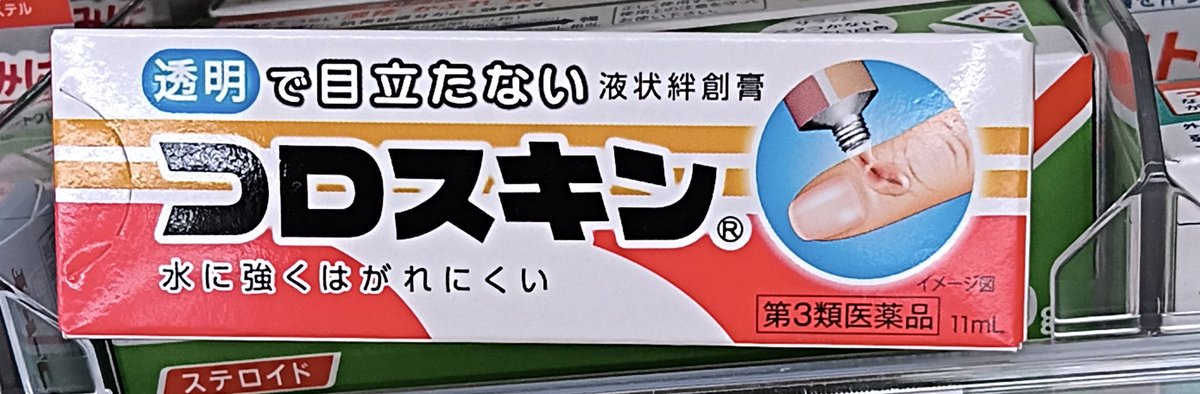 透明で目立たない 液状絆創膏
コロスキン®
水に強くはがれにくい
イメージ図
第3類医薬品 11mL
ステロイド